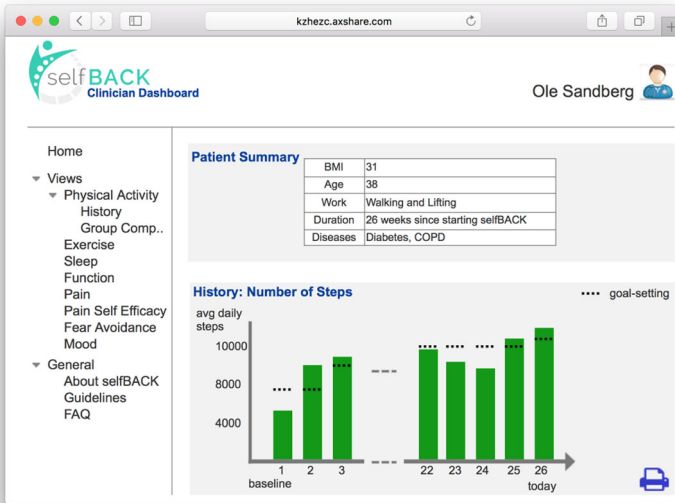 kzhezc.axshare.com
selfBACK
Clinician Dashboard
Ole Sandberg
Home
Views
Physical Activity
History
Group Comp..
Exercise
Sleep
Function
Pain
Pain Self Efficacy
Fear Avoidance
Mood
General
About selfBACK
Guidelines
FAQ
Patient Summary
BMI 31
Age 38
Work Walking and Lifting
Duration 26 weeks since starting selfBACK
Diseases Diabetes, COPD
History: Number of Steps
goal-setting
avg daily
steps
10000
8000
4000
1 2 3 22 23 24 25 26
baseline today